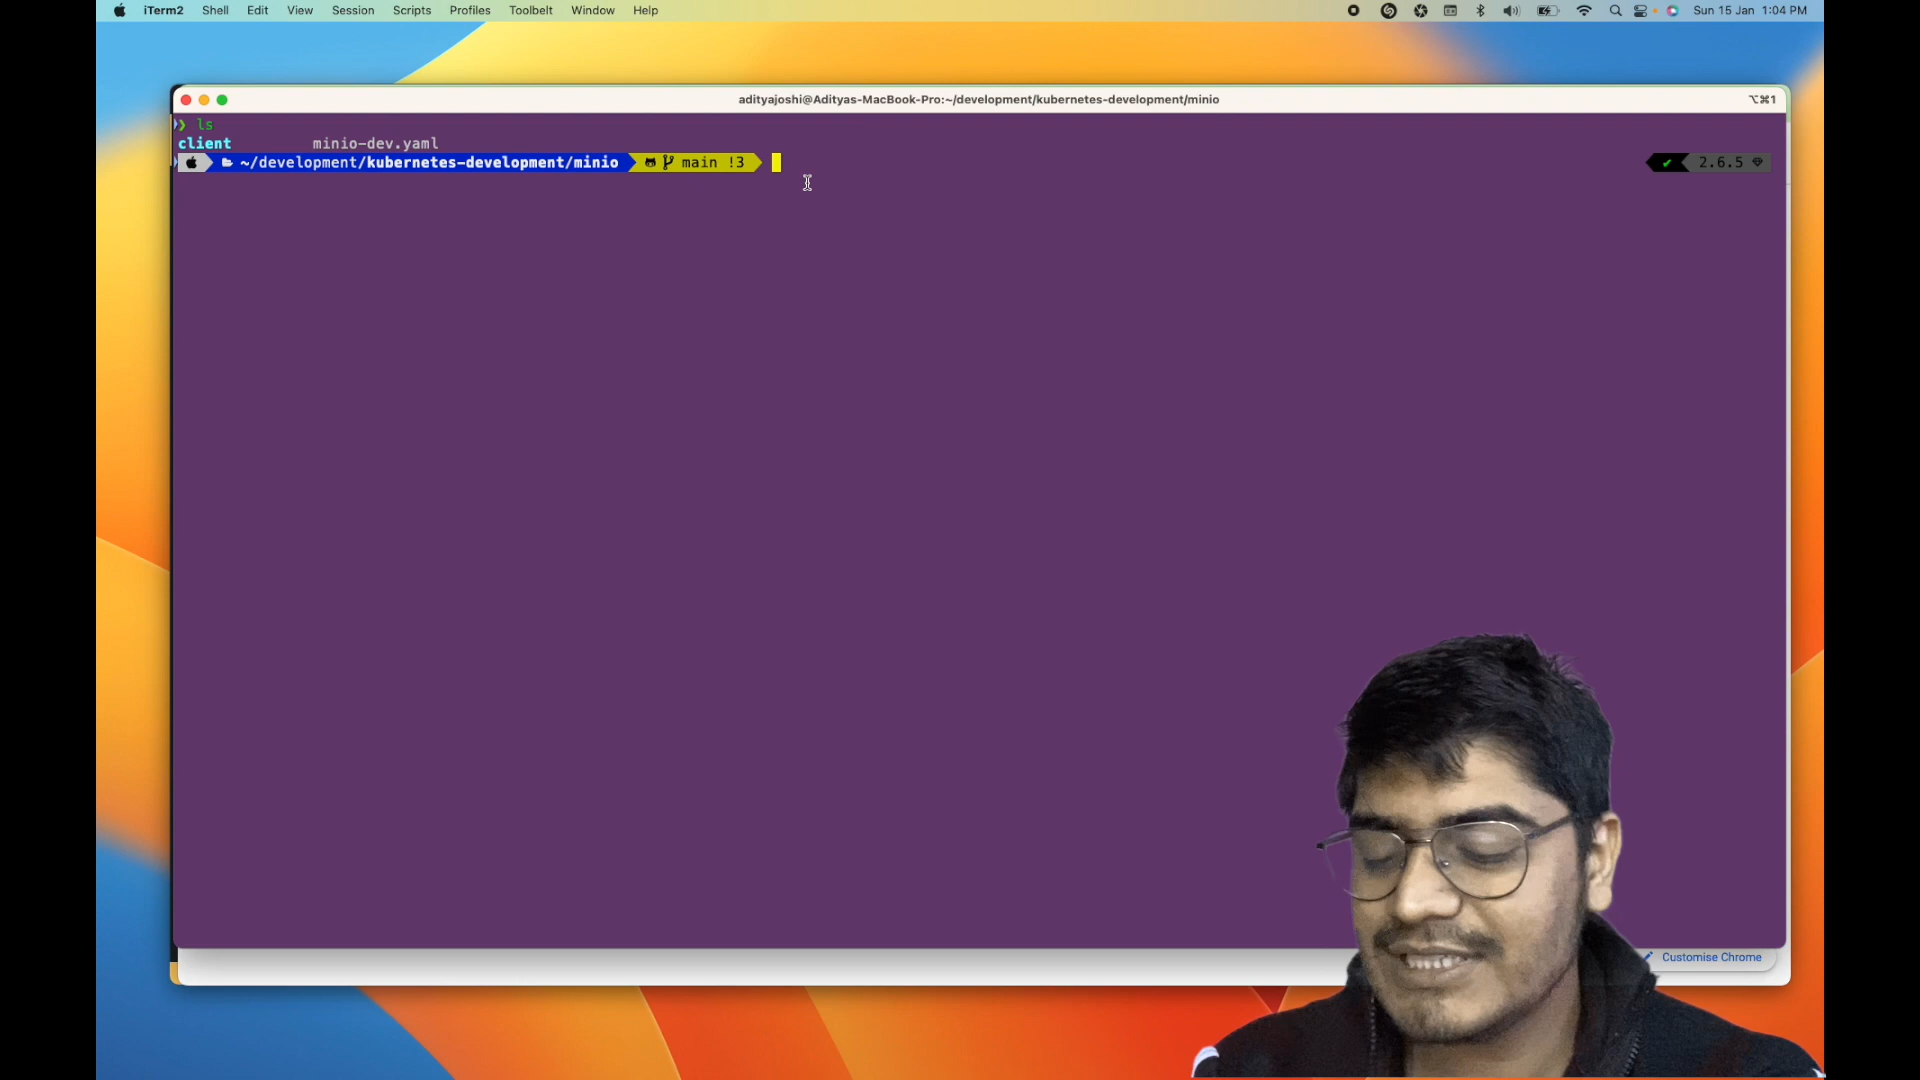 iTerm2 Shell Edit View Session Scripts Profiles Toolbelt Window Help Sun 15 Jan 1:04 PM
adityajoshi@Adityas-MacBook-Pro:~/development/kubernetes-development/minio ⌥⌘1
❯ ls
client minio-dev.yaml
~/development/kubernetes-development/minio main !3 ✔ 2.6.5
Customise Chrome